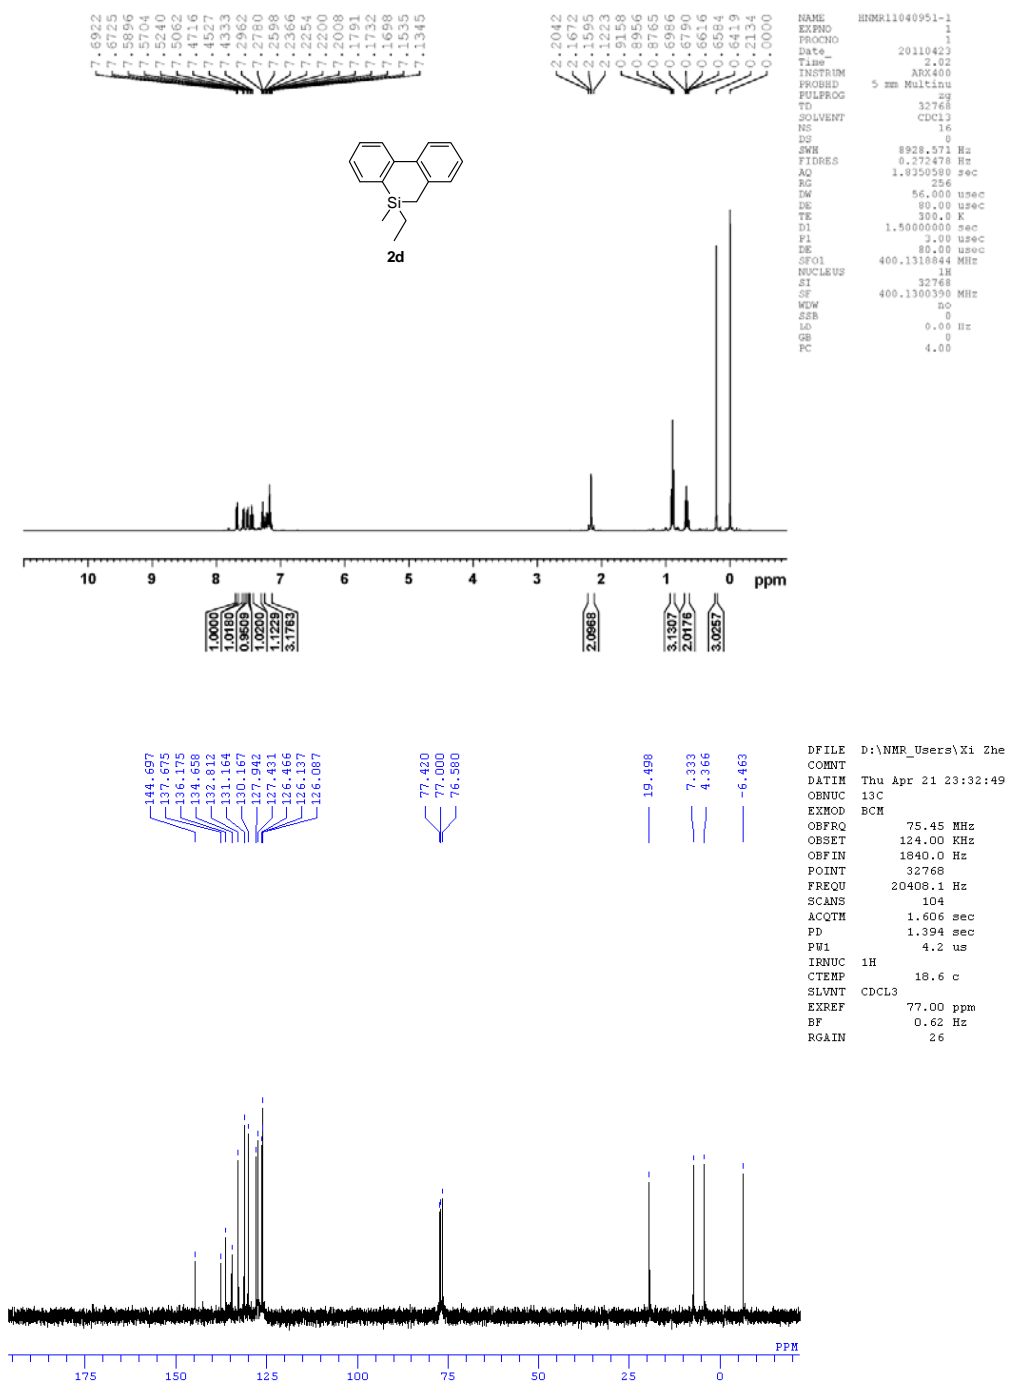 7.6922
7.6725
7.5896
7.5704
7.5240
7.5062
7.4716
7.4527
7.4333
7.2962
7.2780
7.2598
7.2366
7.2254
7.2200
7.2008
7.1791
7.1732
7.1698
7.1535
7.1345
2.2042
2.1672
2.1595
2.1223
0.9158
0.8956
0.8765
0.6986
0.6790
0.6616
0.6584
0.6419
0.2134
0.0000
NAME HNMR11040951-1
EXPNO 1
PROCNO 1
Date_ 20110423
Time 2.02
INSTRUM ARX400
PROBHD 5 mm Multinu
PULPROG zg
TD 32768
SOLVENT CDCl3
NS 16
DS 0
SWH 8928.571 Hz
FIDRES 0.272478 Hz
AQ 1.8350580 sec
RG 256
DW 56.000 usec
DE 80.00 usec
TE 300.0 K
D1 1.50000000 sec
P1 3.00 usec
DE 80.00 usec
SFO1 400.1318844 MHz
NUCLEUS 1H
SI 32768
SF 400.1300390 MHz
WDW no
SSB 0
LB 0.00 Hz
GB 0
PC 4.00
Si
2d
10 9 8 7 6 5 4 3 2 1 0 ppm
1.0000
1.0180
0.9509
1.0200
1.1229
3.1763
2.0968
3.1307
2.0176
3.0257
144.697
137.675
136.175
134.658
132.812
131.164
130.167
127.942
127.431
126.466
126.137
126.087
77.420
77.000
76.580
19.498
7.333
4.366
-6.463
DFILE D:\NMR_Users\Xi Zhe
COMNT
DATIM Thu Apr 21 23:32:49
OBNUC 13C
EXMOD BCM
OBFRQ 75.45 MHz
OBSET 124.00 KHz
OBFIN 1840.0 Hz
POINT 32768
FREQU 20408.1 Hz
SCANS 104
ACQTM 1.606 sec
PD 1.394 sec
PW1 4.2 us
IRNUC 1H
CTEMP 18.6 c
SLVNT CDCL3
EXREF 77.00 ppm
BF 0.62 Hz
RGAIN 26
PPM
175 150 125 100 75 50 25 0